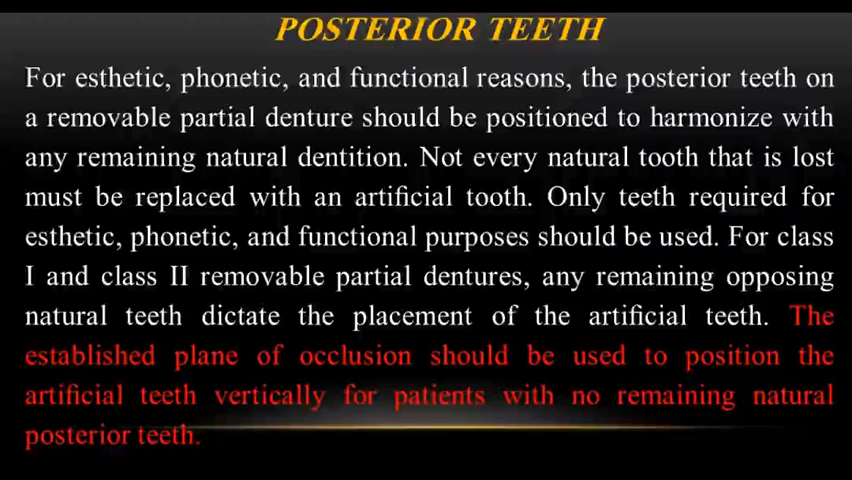 POSTERIOR TEETH
For esthetic, phonetic, and functional reasons, the posterior teeth on
a removable partial denture should be positioned to harmonize with
any remaining natural dentition. Not every natural tooth that is lost
must be replaced with an artificial tooth. Only teeth required for
esthetic, phonetic, and functional purposes should be used. For class
I and class II removable partial dentures, any remaining opposing
natural teeth dictate the placement of the artificial teeth. The
established plane of occlusion should be used to position the
artificial teeth vertically for patients with no remaining natural
posterior teeth.